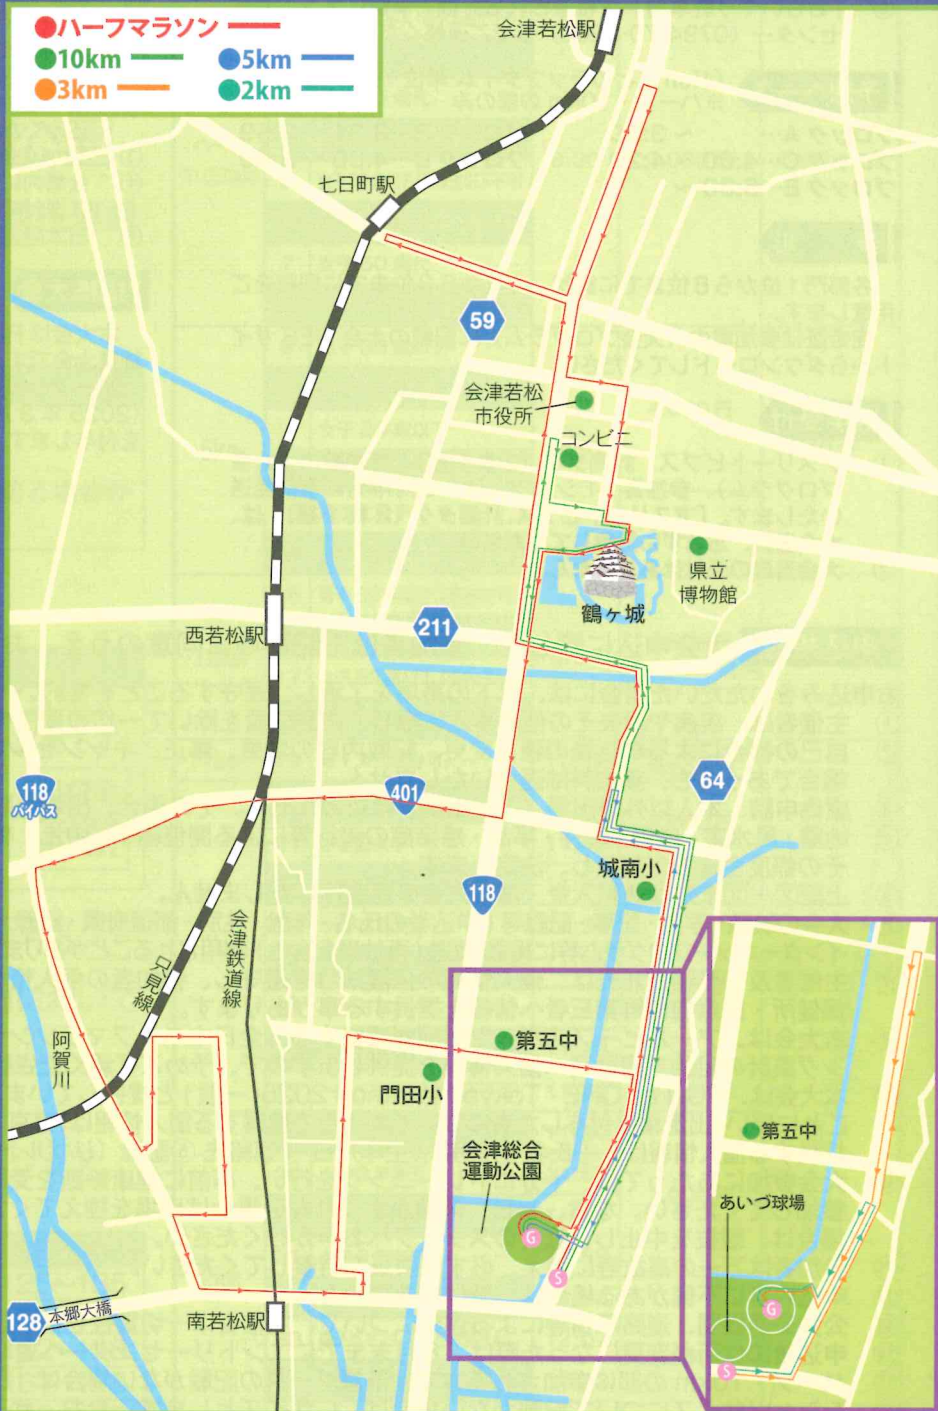 ●ハーフマラソン
●10km
●5km
●3km
●2km
会津若松駅
七日町駅
59
会津若松
市役所
コンビニ
県立
博物館
鶴ヶ城
西若松駅
211
118
バイパス
401
64
城南小
118
会津鉄道線
只見線
阿賀川
第五中
門田小
会津総合
運動公園
G
S
南若松駅
128
本郷大橋
第五中
あいづ球場
G
S